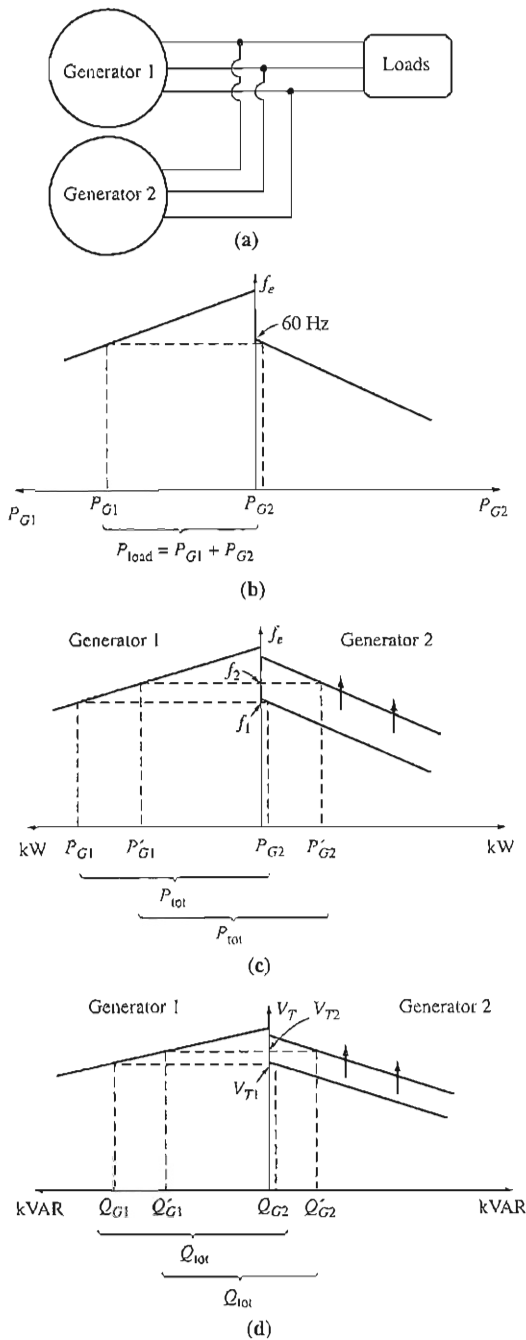 Generator 1
Loads
Generator 2
(a)
f_e
60 Hz
P_G1
P_G1
P_G2
P_G2
P_load = P_G1 + P_G2
(b)
Generator 1
f_e
Generator 2
f_2
f_1
kW
P_G1
P'_G1
P_G2
P'_G2
kW
P_tot
P_tot
(c)
Generator 1
V_T
V_T2
Generator 2
V_T1
kVAR
Q_G1
Q'_G1
Q_G2
Q'_G2
kVAR
Q_tot
Q_tot
(d)